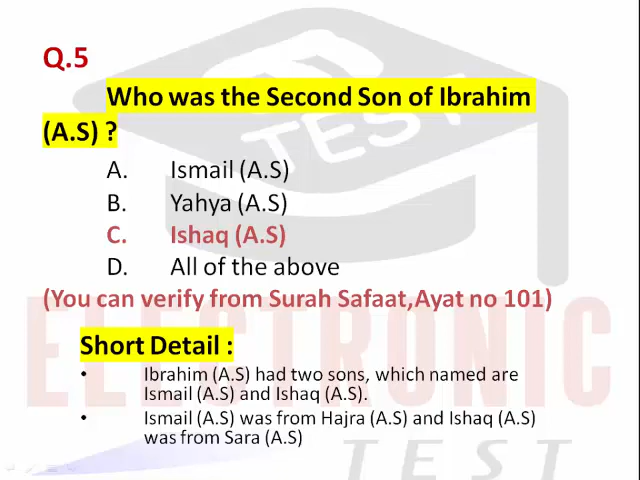 Q.5
Who was the Second Son of Ibrahim
(A.S) ?
A. Ismail (A.S)
B. Yahya (A.S)
C. Ishaq (A.S)
D. All of the above
(You can verify from Surah Safaat,Ayat no 101)
Short Detail :
• Ibrahim (A.S) had two sons, which named are
Ismail (A.S) and Ishaq (A.S).
• Ismail (A.S) was from Hajra (A.S) and Ishaq (A.S)
was from Sara (A.S)
TEST
ELECTRONIC
TEST